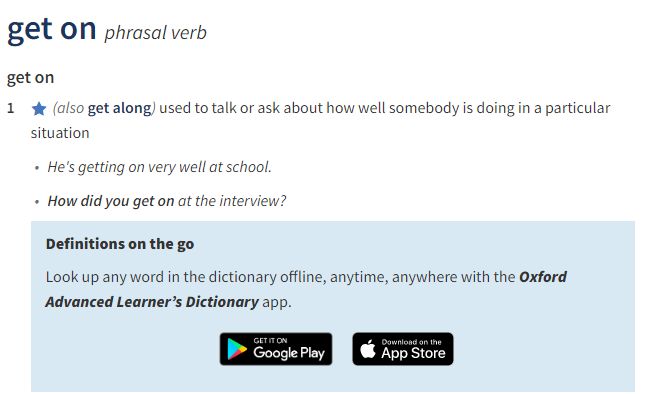 get on phrasal verb
get on
1 ★ (also get along) used to talk or ask about how well somebody is doing in a particular
situation
• He's getting on very well at school.
• How did you get on at the interview?
Definitions on the go
Look up any word in the dictionary offline, anytime, anywhere with the Oxford
Advanced Learner’s Dictionary app.
GET IT ON
Google Play
Download on the
App Store